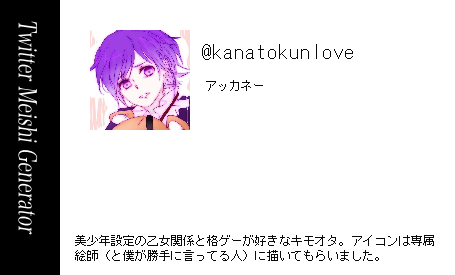 Twitter Meishi Generator
@kanatokunlove
アッカネー
美少年設定の乙女関係と格ゲーが好きなキモオタ。アイコンは専属
絵師（と僕が勝手に言ってる人）に描いてもらいました。